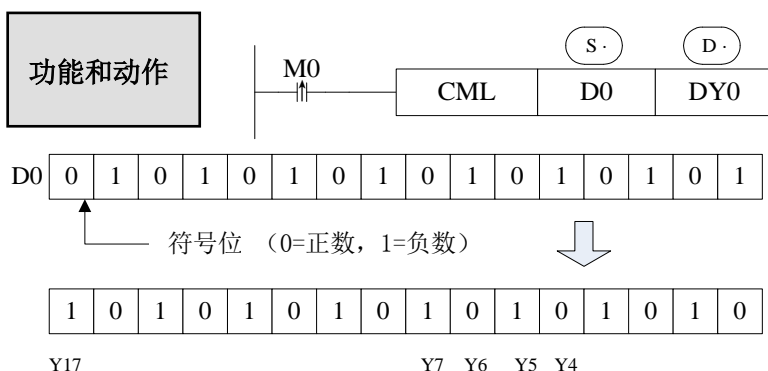 S·
D·
功能和动作
M0
CML D0 DY0
D0 0 1 0 1 0 1 0 1 0 1 0 1 0 1 0 1
符号位 （0=正数，1=负数）
1 0 1 0 1 0 1 0 1 0 1 0 1 0 1 0
Y17 Y7 Y6 Y5 Y4